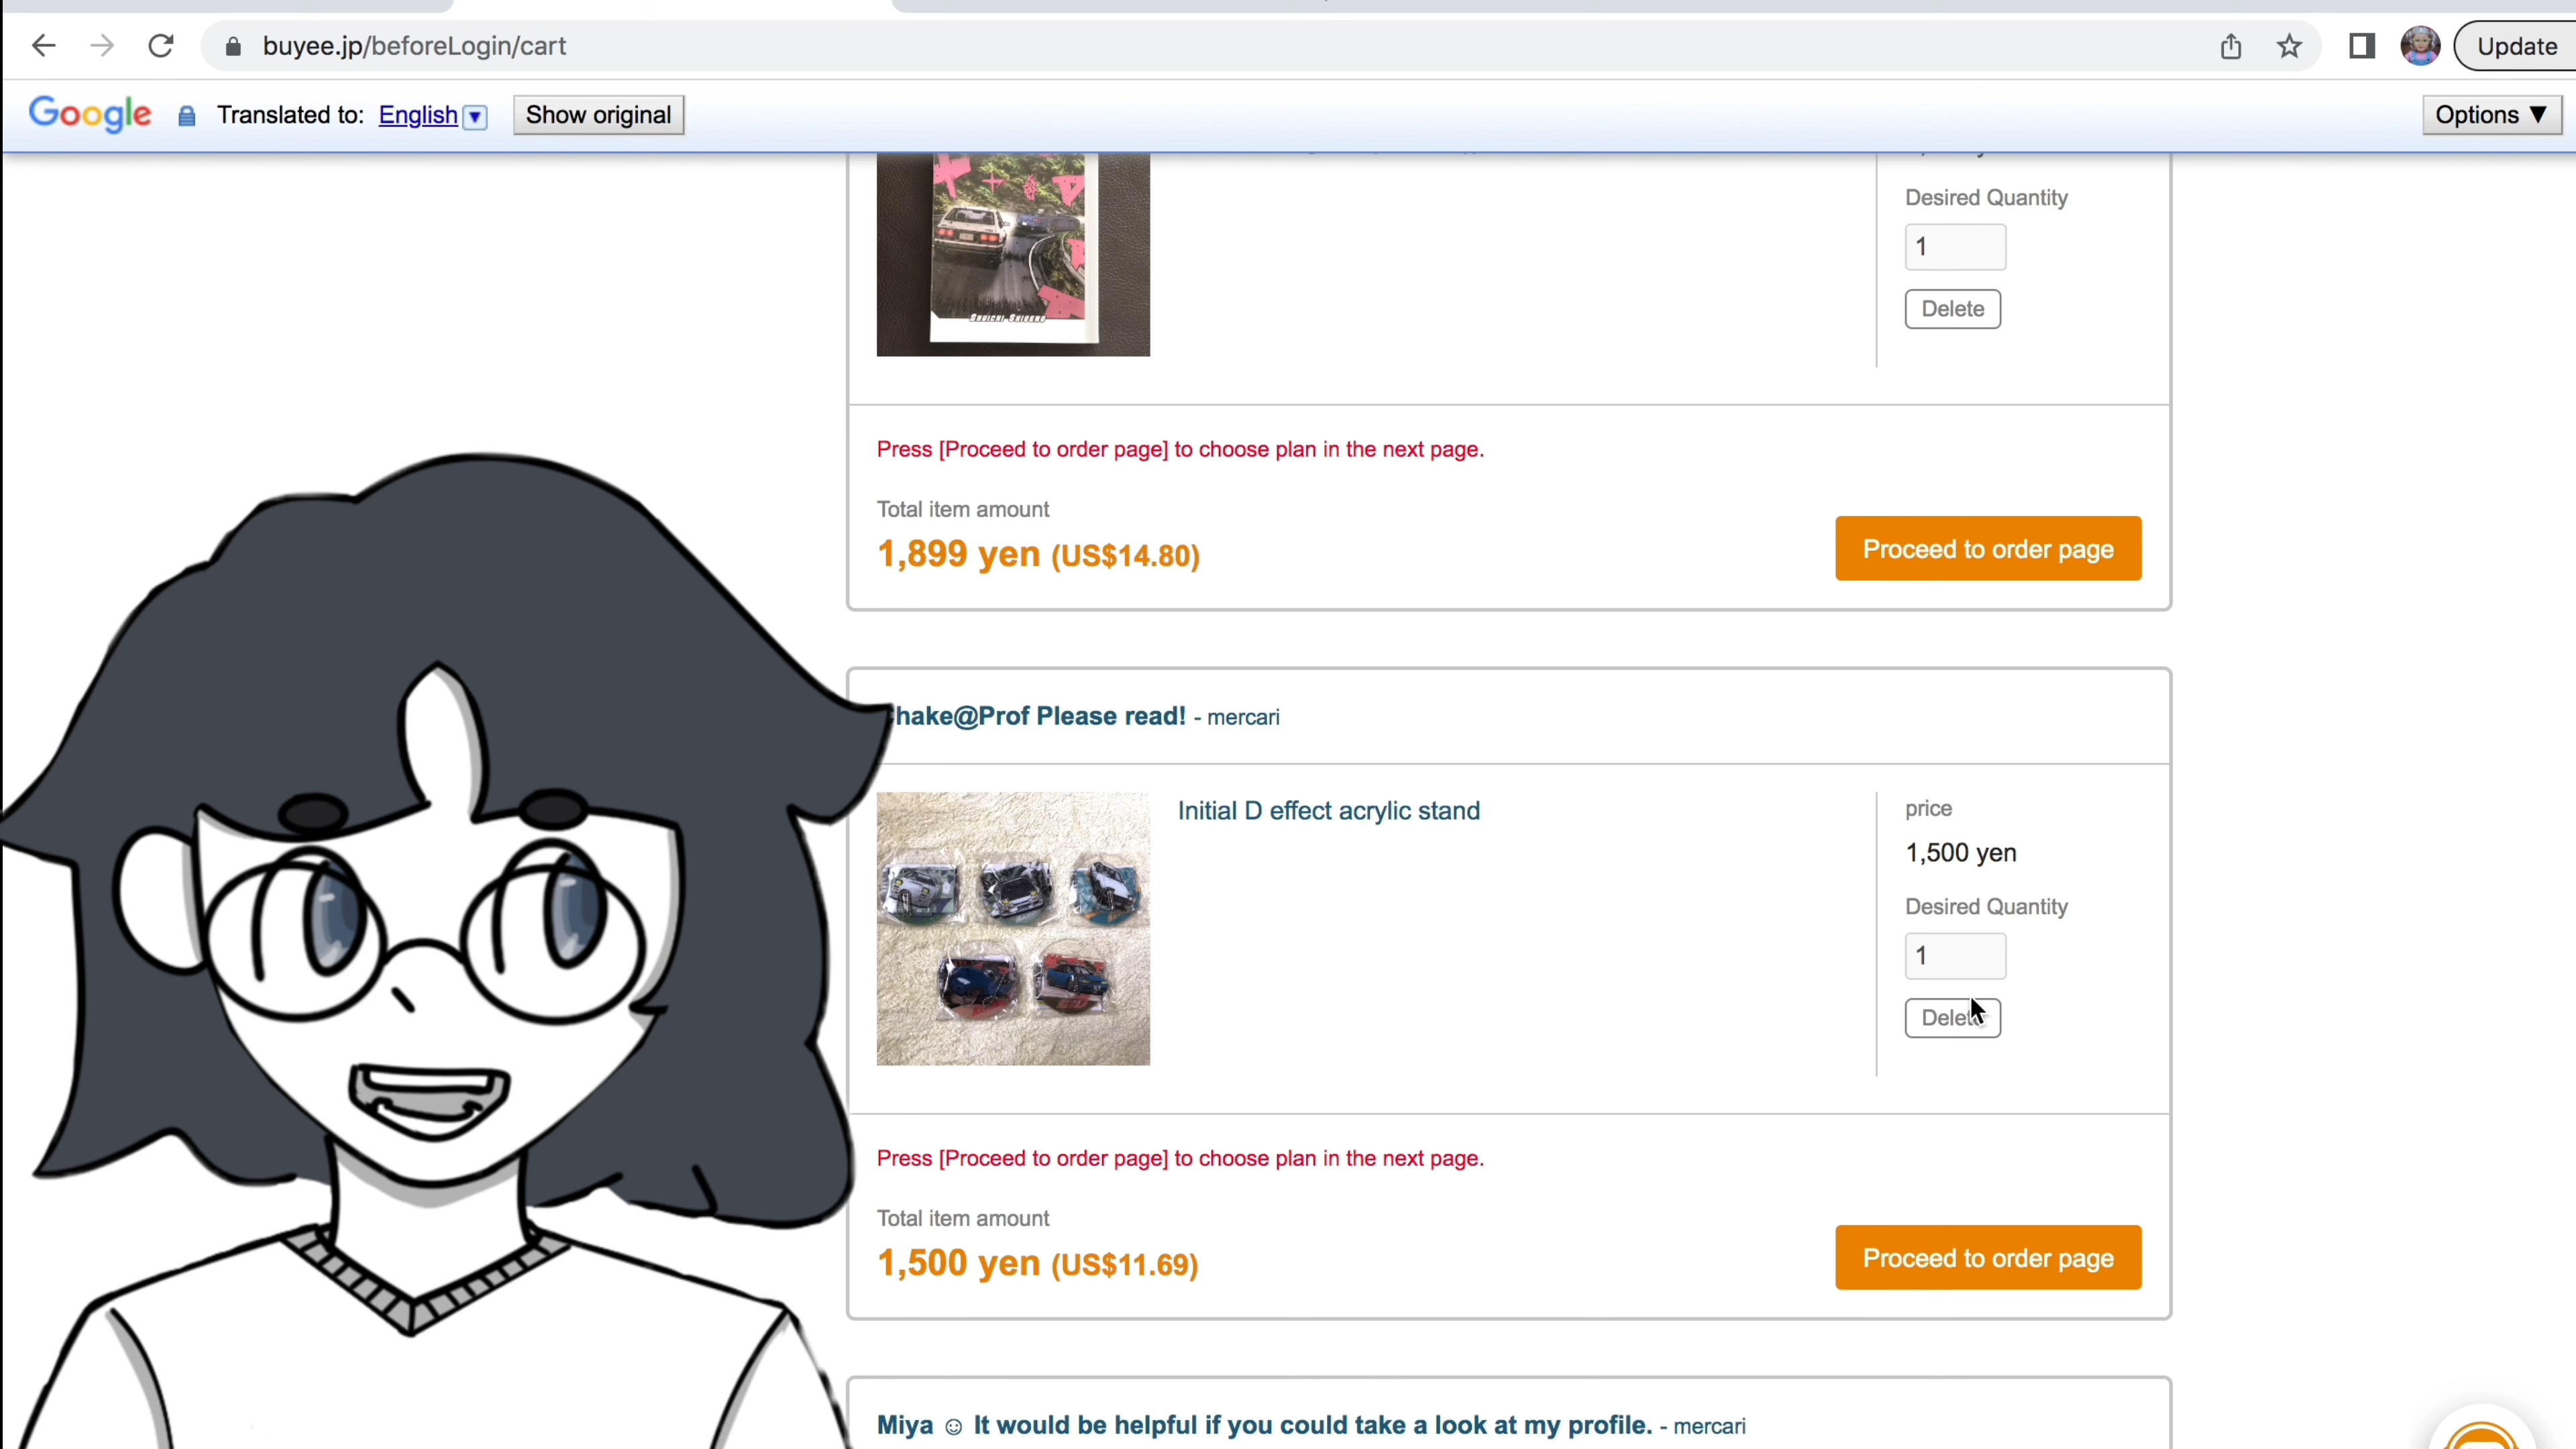 buyee.jp/beforeLogin/cart
Update
Google Translated to: English Show original
Options ▼
Desired Quantity
1
Delete
SHUICHI SHIGENO
Press [Proceed to order page] to choose plan in the next page.
Total item amount
1,899 yen (US$14.80)
Proceed to order page
hake@Prof Please read! - mercari
Initial D effect acrylic stand
price
1,500 yen
Desired Quantity
1
Delete
Press [Proceed to order page] to choose plan in the next page.
Total item amount
1,500 yen (US$11.69)
Proceed to order page
Miya ☺ It would be helpful if you could take a look at my profile. - mercari